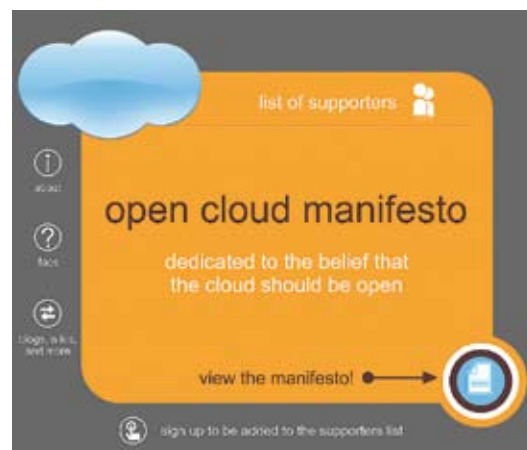 list of supporters
about
open cloud manifesto
faqs
dedicated to the belief that
the cloud should be open
blogs, wikis,
and more
view the manifesto!
sign up to be added to the supporters list